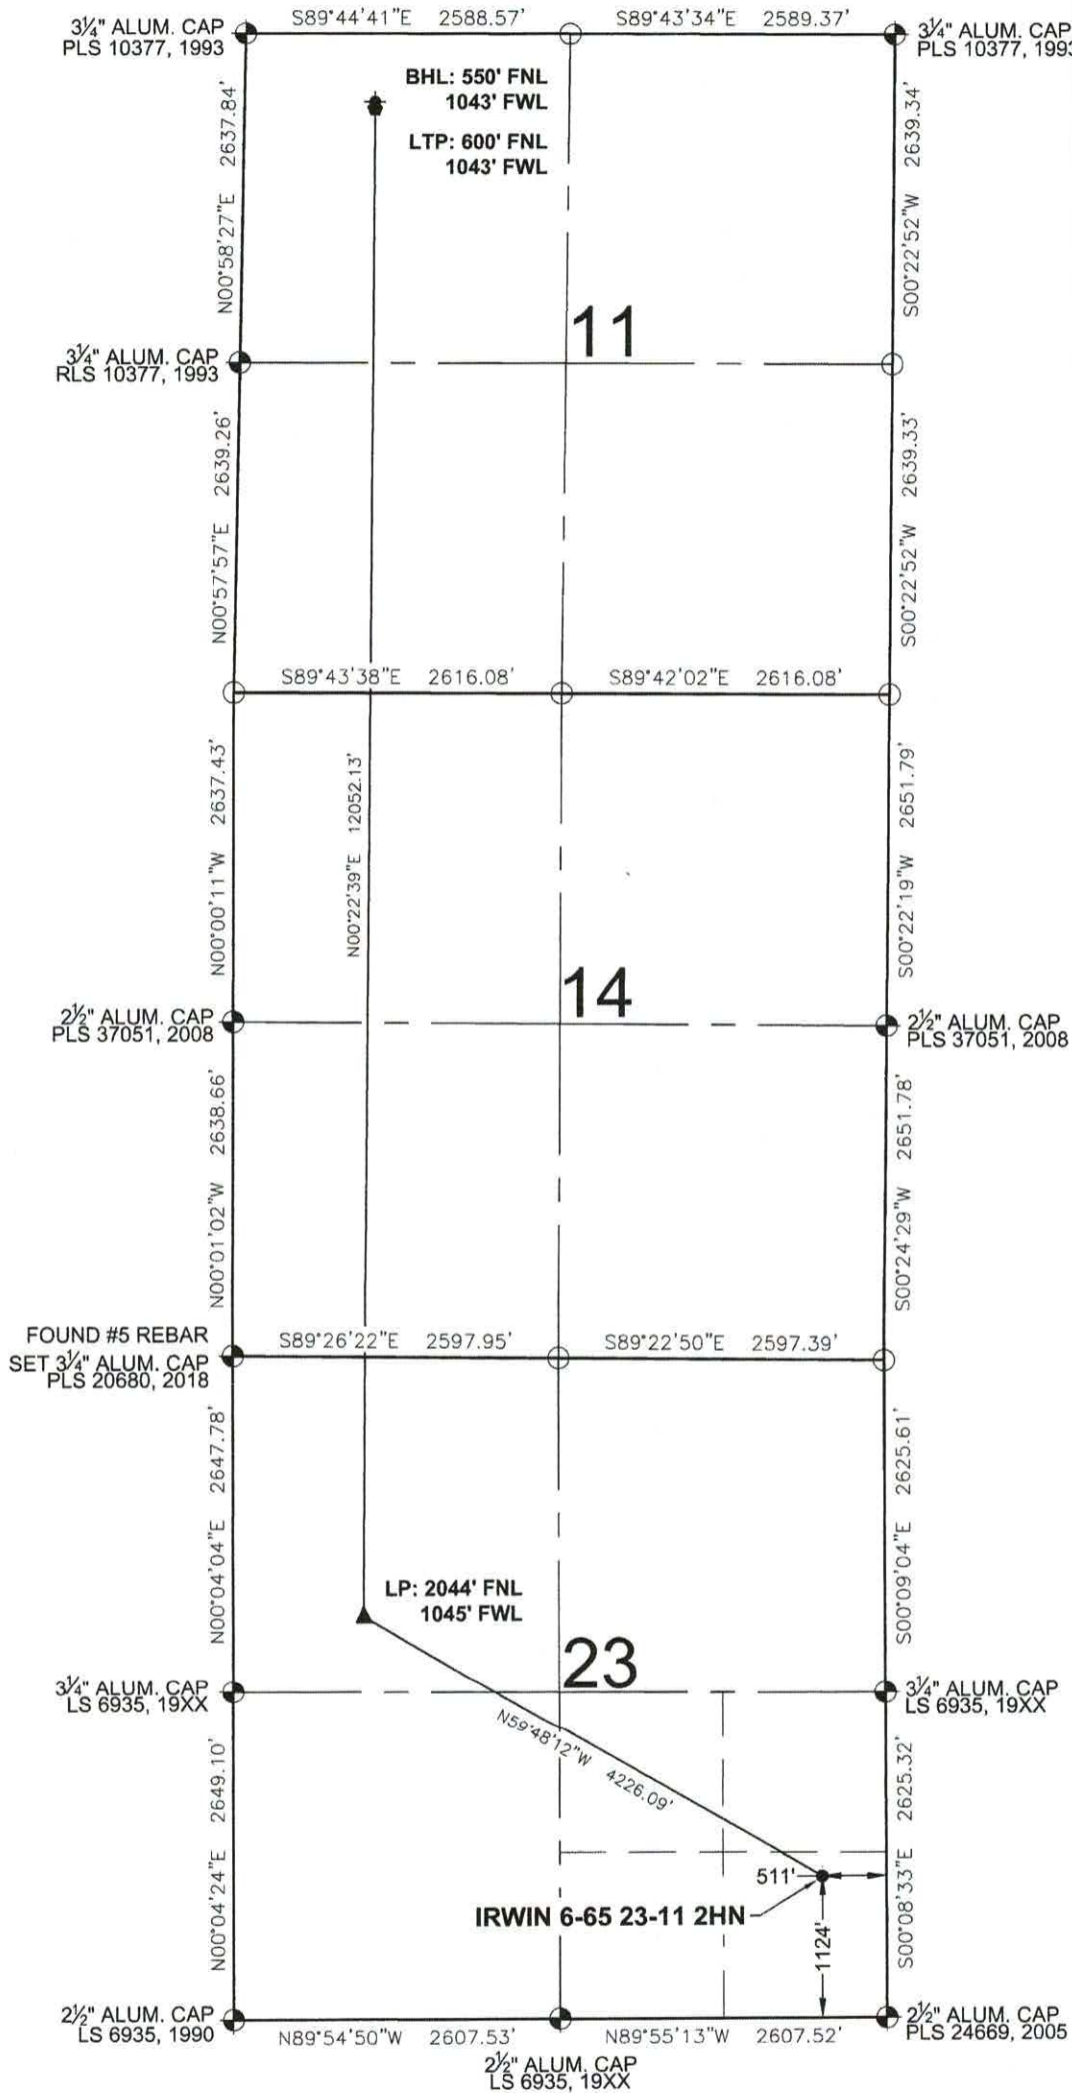 S89°44'41"E 2588.57'
S89°43'34"E 2589.37'
3¼" ALUM. CAP
PLS 10377, 1993
3¼" ALUM. CAP
PLS 10377, 1993
BHL: 550' FNL
1043' FWL
LTP: 600' FNL
1043' FWL
N00°58'27"E 2637.84'
S00°22'52"W 2639.34'
11
3¼" ALUM. CAP
RLS 10377, 1993
N00°57'57"E 2639.26'
S00°22'52"W 2639.33'
S89°43'38"E 2616.08'
S89°42'02"E 2616.08'
N00°00'11"W 2637.43'
N00°22'39"E 12052.13'
S00°22'19"W 2651.79'
14
2½" ALUM. CAP
PLS 37051, 2008
2½" ALUM. CAP
PLS 37051, 2008
N00°01'02"W 2638.66'
S00°24'29"W 2651.78'
FOUND #5 REBAR
SET 3¼" ALUM. CAP
PLS 20680, 2018
S89°26'22"E 2597.95'
S89°22'50"E 2597.39'
N00°04'04"E 2647.78'
S00°09'04"E 2625.61'
LP: 2044' FNL
1045' FWL
23
3¼" ALUM. CAP
LS 6935, 19XX
3¼" ALUM. CAP
LS 6935, 19XX
N59°48'12"W 4226.09'
N00°04'24"E 2649.10'
S00°08'33"E 2625.32'
511'
IRWIN 6-65 23-11 2HN
1124'
2½" ALUM. CAP
LS 6935, 1990
N89°54'50"W 2607.53'
N89°55'13"W 2607.52'
2½" ALUM. CAP
PLS 24669, 2005
2½" ALUM. CAP
LS 6935, 19XX